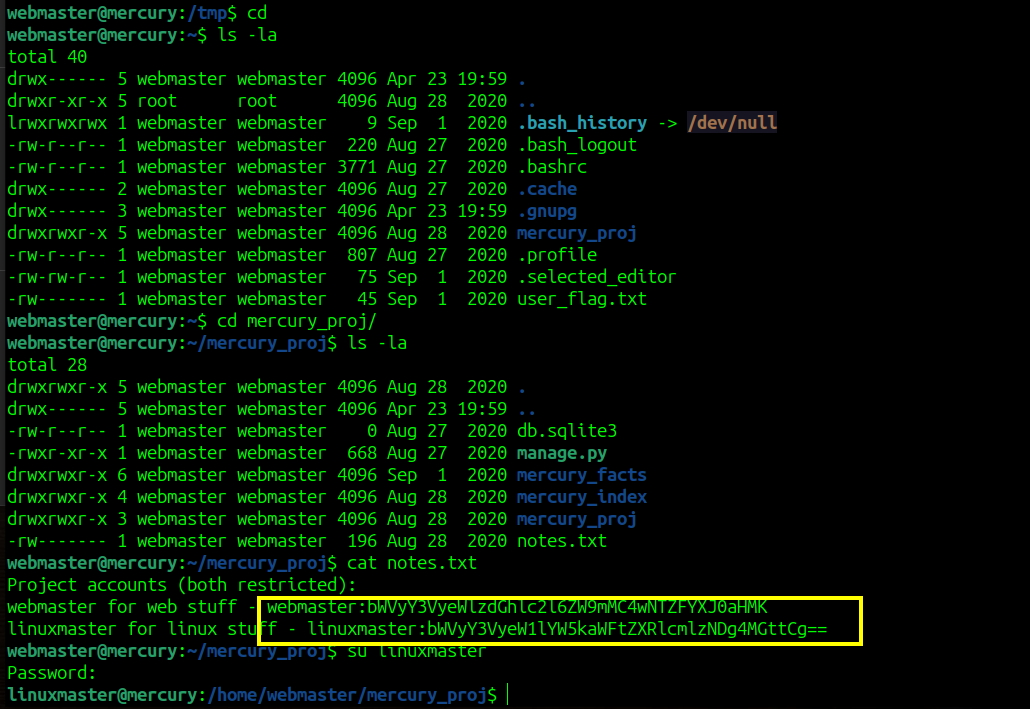 webmaster@mercury:/tmp$ cd
webmaster@mercury:~$ ls -la
total 40
drwx------ 5 webmaster webmaster 4096 Apr 23 19:59 .
drwxr-xr-x 5 root      root      4096 Aug 28  2020 ..
lrwxrwxrwx 1 webmaster webmaster    9 Sep  1  2020 .bash_history -> /dev/null
-rw-r--r-- 1 webmaster webmaster  220 Aug 27  2020 .bash_logout
-rw-r--r-- 1 webmaster webmaster 3771 Aug 27  2020 .bashrc
drwx------ 2 webmaster webmaster 4096 Aug 27  2020 .cache
drwx------ 3 webmaster webmaster 4096 Apr 23 19:59 .gnupg
drwxrwxr-x 5 webmaster webmaster 4096 Aug 28  2020 mercury_proj
-rw-r--r-- 1 webmaster webmaster  807 Aug 27  2020 .profile
-rw-rw-r-- 1 webmaster webmaster   75 Sep  1  2020 .selected_editor
-rw------- 1 webmaster webmaster   45 Sep  1  2020 user_flag.txt
webmaster@mercury:~$ cd mercury_proj/
webmaster@mercury:~/mercury_proj$ ls -la
total 28
drwxrwxr-x 5 webmaster webmaster 4096 Aug 28  2020 .
drwx------ 5 webmaster webmaster 4096 Apr 23 19:59 ..
-rw-r--r-- 1 webmaster webmaster    0 Aug 27  2020 db.sqlite3
-rwxr-xr-x 1 webmaster webmaster  668 Aug 27  2020 manage.py
drwxrwxr-x 6 webmaster webmaster 4096 Sep  1  2020 mercury_facts
drwxrwxr-x 4 webmaster webmaster 4096 Aug 28  2020 mercury_index
drwxrwxr-x 3 webmaster webmaster 4096 Aug 28  2020 mercury_proj
-rw------- 1 webmaster webmaster  196 Aug 28  2020 notes.txt
webmaster@mercury:~/mercury_proj$ cat notes.txt
Project accounts (both restricted):
webmaster for web stuff - webmaster:bWVyY3VyeWlzdGhlc2l6ZW9mMC4wNTZFYXJ0aHMK
linuxmaster for linux stuff - linuxmaster:bWVyY3VyeW1lYW5kaWFtZXRlcmlzNDg4MGttCg==
webmaster@mercury:~/mercury_proj$ su linuxmaster
Password:
linuxmaster@mercury:/home/webmaster/mercury_proj$